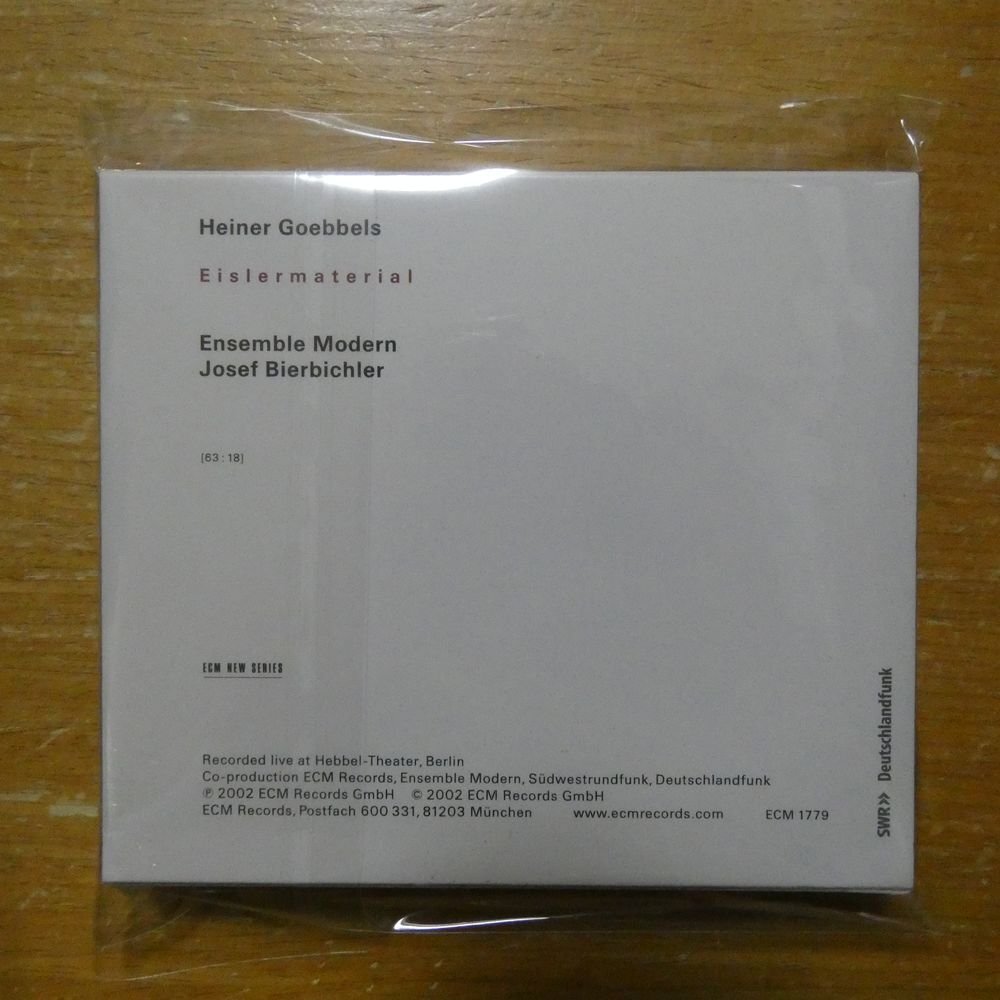 Heiner Goebbels
Eislermaterial
Ensemble Modern
Josef Bierbichler
[63:18]
ECM NEW SERIES
Recorded live at Hebbel-Theater, Berlin
Co-production ECM Records, Ensemble Modern, Südwestrundfunk, Deutschlandfunk
℗ 2002 ECM Records GmbH © 2002 ECM Records GmbH
ECM Records, Postfach 600 331, 81203 München www.ecmrecords.com ECM 1779
SWR» Deutschlandfunk